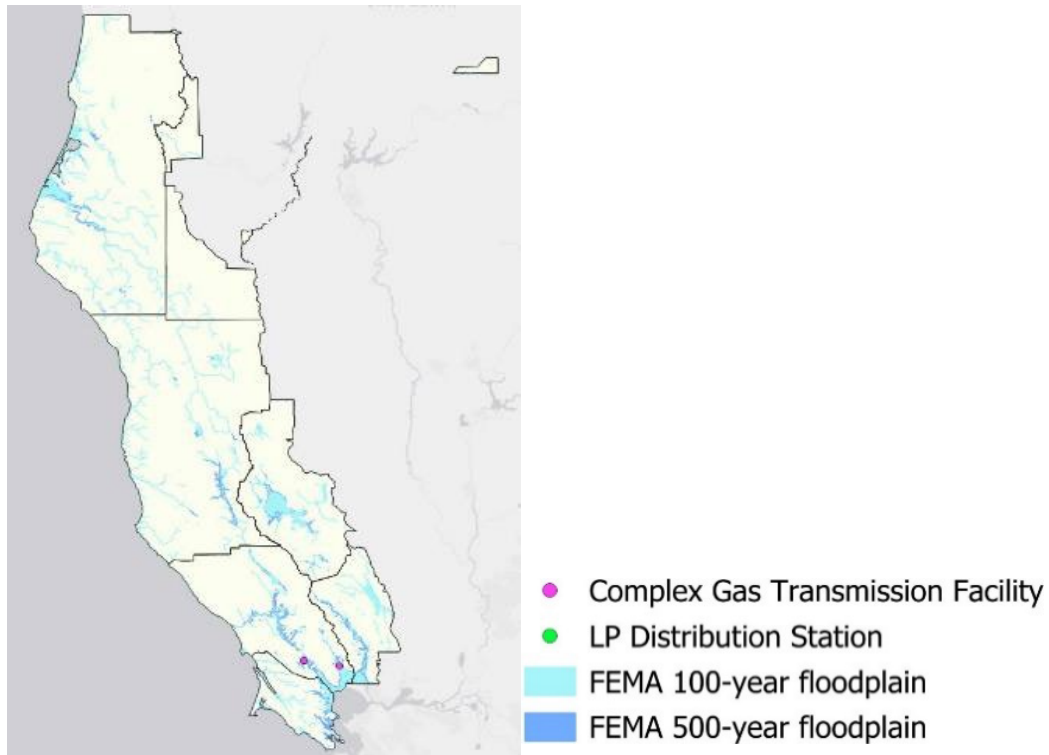 Complex Gas Transmission Facility
LP Distribution Station
FEMA 100-year floodplain
FEMA 500-year floodplain